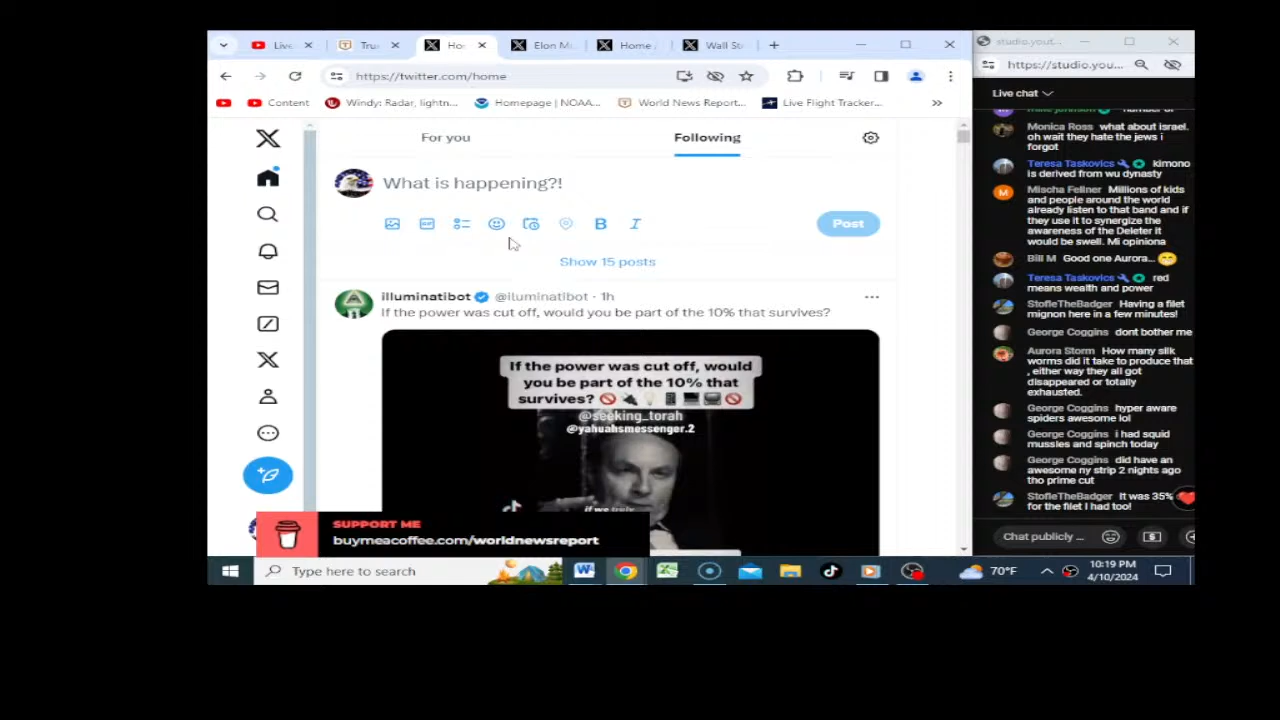 Live
Tru
Ho
Elon M
Home
Wall St
studio.yout
https://twitter.com/home
https://studio.you...
Content
Windy: Radar, lightn...
Homepage | NOAA...
World News Report...
Live Flight Tracker...
»
Live chat
For you
Following
What is happening?!
GIF
B
I
Post
Show 15 posts
illuminatibot @iluminatibot · 1h
If the power was cut off, would you be part of the 10% that survives?
If the power was cut off, would
you be part of the 10% that
survives?
@seeking_torah
@yahuahsmessenger.2
if we truly
SUPPORT ME
buymeacoffee.com/worldnewsreport
Monica Ross what about israel.
oh wait they hate the jews i
forgot
Teresa Taskovics kimono
is derived from wu dynasty
Mischa Fellner Millions of kids
and people around the world
already listen to that band and if
they use it to synergize the
awareness of the Deleter it
would be swell. Mi opiniona
Bill M Good one Aurora...
Teresa Taskovics red
means wealth and power
StofleTheBadger Having a filet
mignon here in a few minutes!
George Coggins dont bother me
Aurora Storm How many silk
worms did it take to produce that
, either way they all got
disappeared or totally
exhausted.
George Coggins hyper aware
spiders awesome lol
George Coggins i had squid
mussles and spinch today
George Coggins did have an
awesome ny strip 2 nights ago
tho prime cut
StofleTheBadger It was 35%
for the filet I had too!
Chat publicly ...
Type here to search
70°F
10:19 PM
4/10/2024